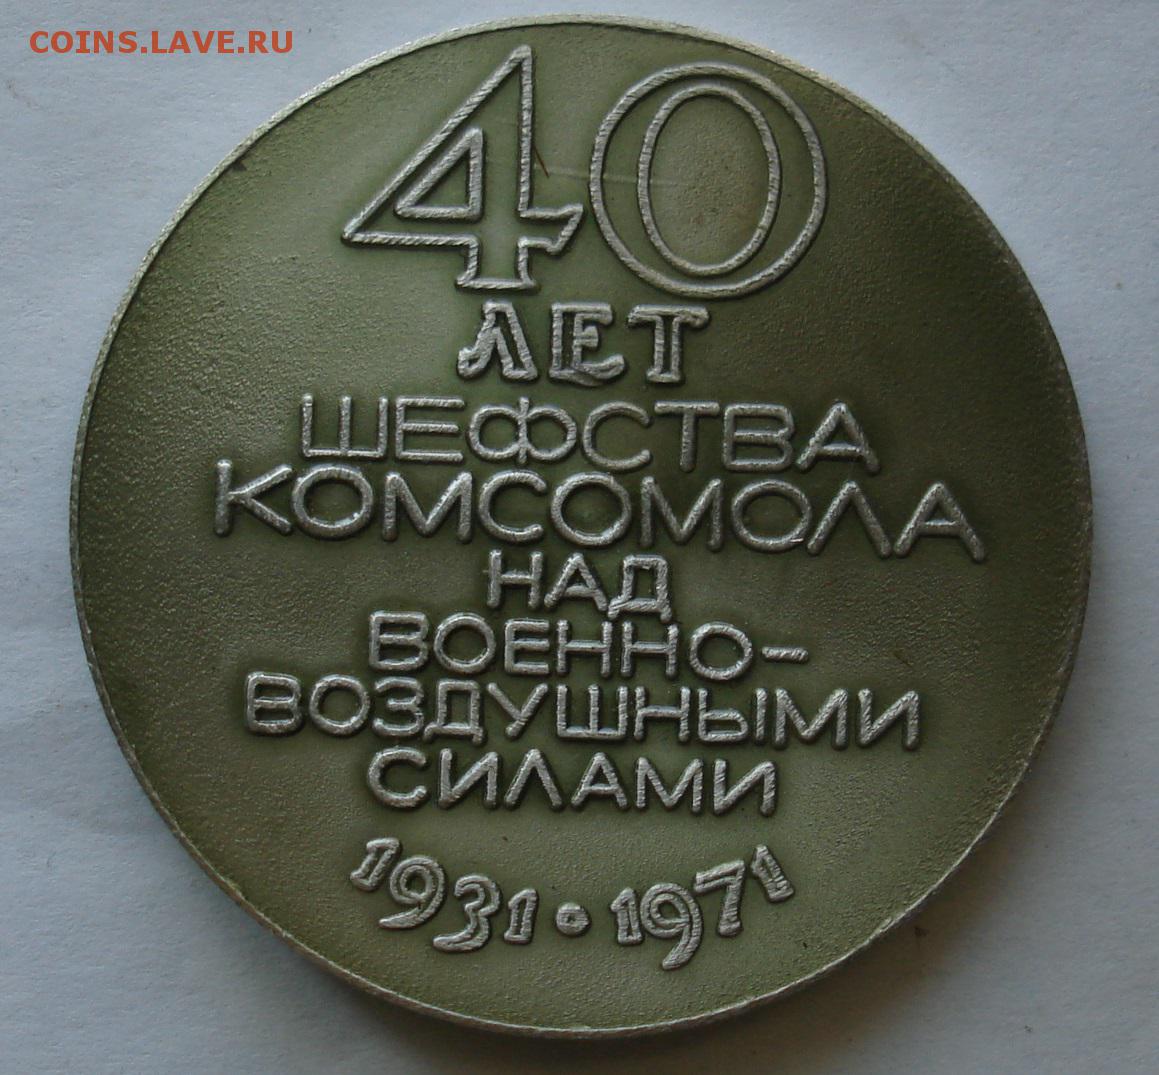 COINS.LAVE.RU
40
ЛЕТ
ШЕФСТВА
КОМСОМОЛА
НАД
ВОЕННО-
ВОЗДУШНЫМИ
СИЛАМИ
1931·1971